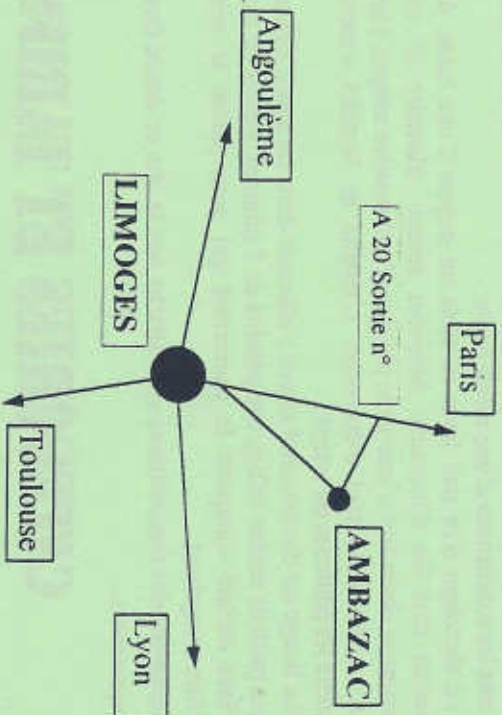 Paris
A 20 Sortie n°
Angoulême
AMBAZAC
LIMOGES
Lyon
Toulouse